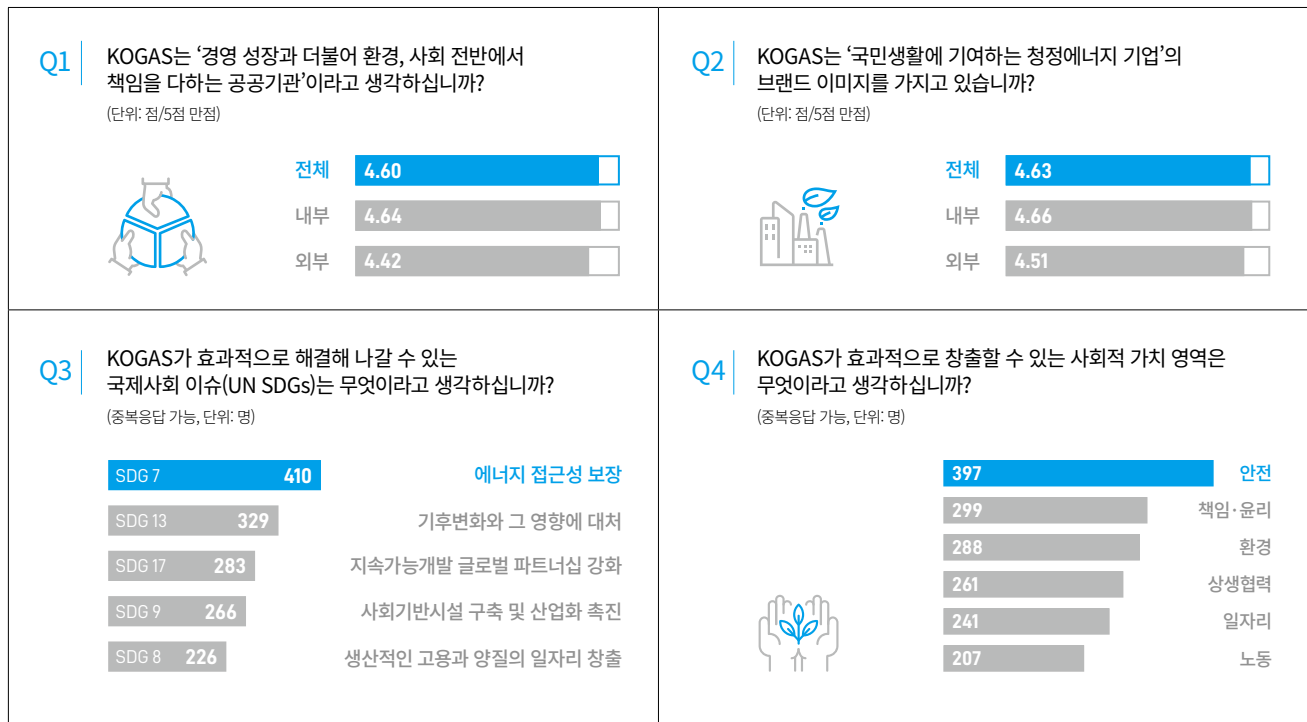 Q1
KOGAS는 ‘경영 성장과 더불어 환경, 사회 전반에서
책임을 다하는 공공기관’이라고 생각하십니까?
(단위: 점/5점 만점)
전체 4.60
내부 4.64
외부 4.42
Q2
KOGAS는 ‘국민생활에 기여하는 청정에너지 기업’의
브랜드 이미지를 가지고 있습니까?
(단위: 점/5점 만점)
전체 4.63
내부 4.66
외부 4.51
Q3
KOGAS가 효과적으로 해결해 나갈 수 있는
국제사회 이슈(UN SDGs)는 무엇이라고 생각하십니까?
(중복응답 가능, 단위: 명)
SDG 7 410 에너지 접근성 보장
SDG 13 329 기후변화와 그 영향에 대처
SDG 17 283 지속가능개발 글로벌 파트너십 강화
SDG 9 266 사회기반시설 구축 및 산업화 촉진
SDG 8 226 생산적인 고용과 양질의 일자리 창출
Q4
KOGAS가 효과적으로 창출할 수 있는 사회적 가치 영역은
무엇이라고 생각하십니까?
(중복응답 가능, 단위: 명)
397 안전
299 책임·윤리
288 환경
261 상생협력
241 일자리
207 노동